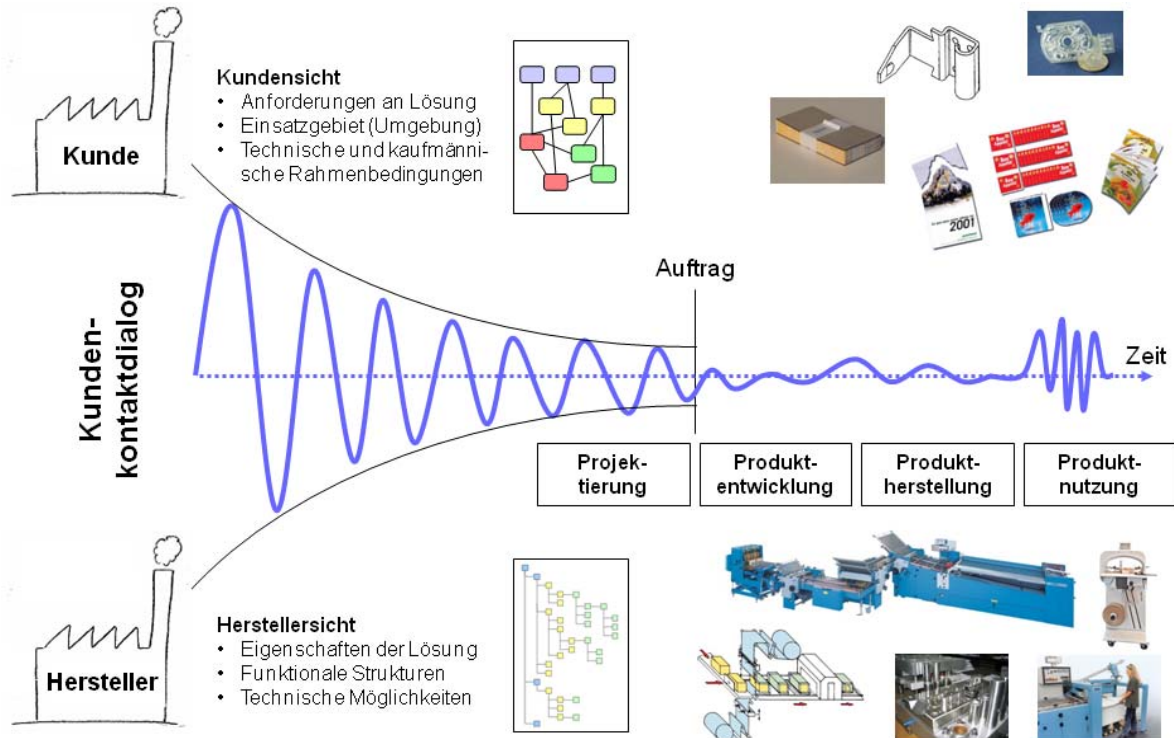 Kundensicht
• Anforderungen an Lösung
• Einsatzgebiet (Umgebung)
• Technische und kaufmänni-
sche Rahmenbedingungen
Kunde
2001
Auftrag
Kunden-
kontaktdialog
Zeit
Projek-
tierung
Produkt-
entwicklung
Produkt-
herstellung
Produkt-
nutzung
Herstellersicht
• Eigenschaften der Lösung
• Funktionale Strukturen
• Technische Möglichkeiten
Hersteller